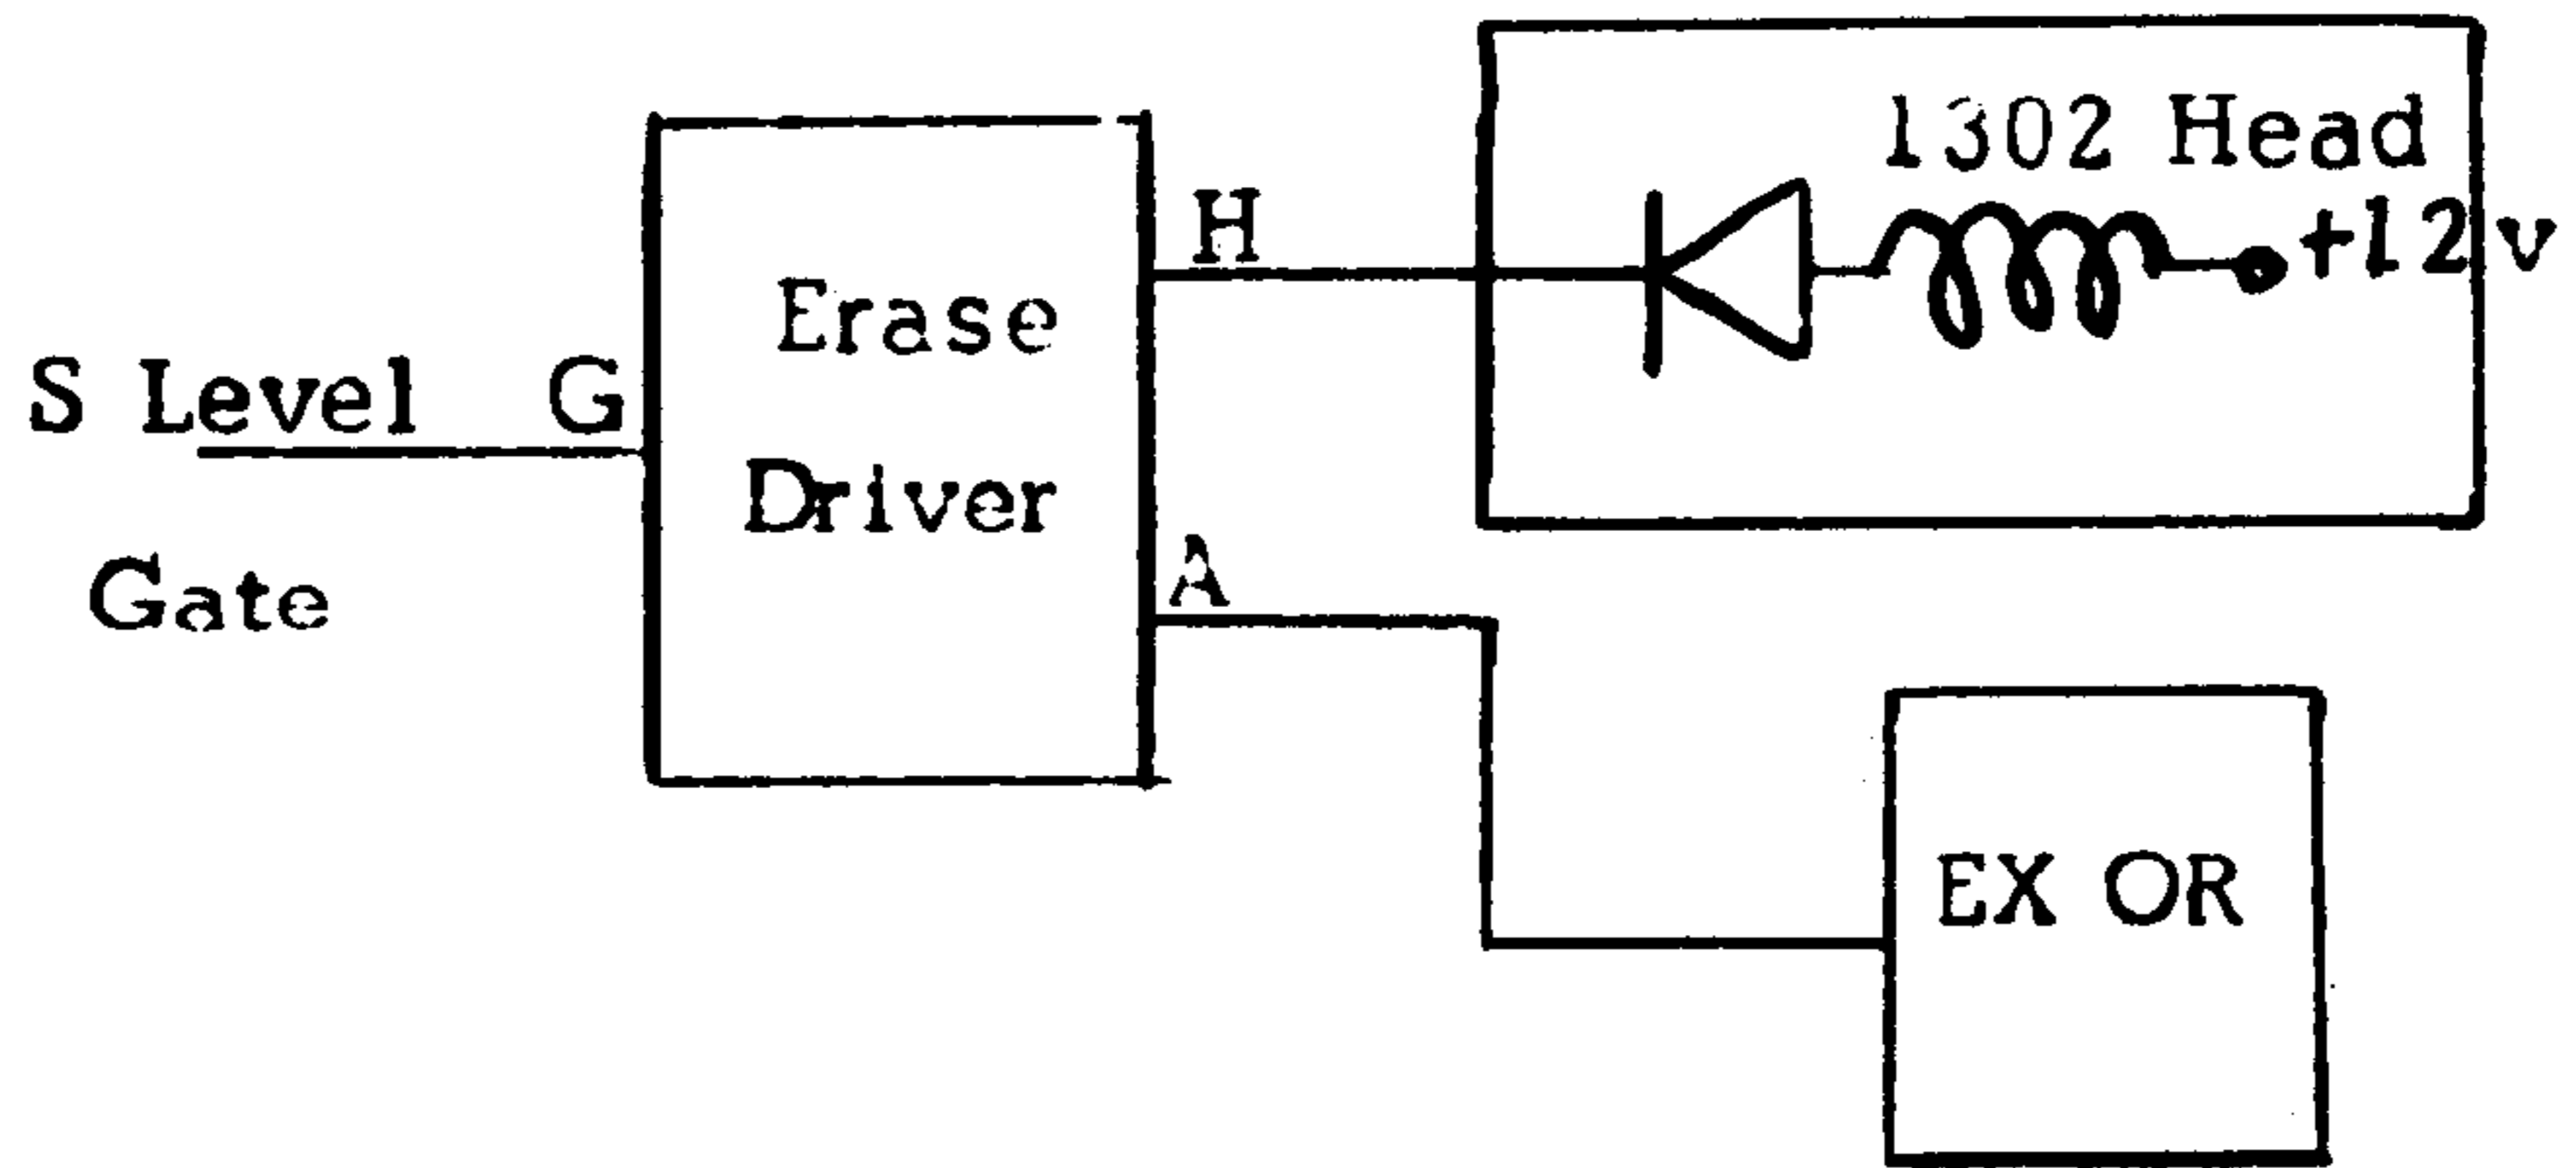 S Level
Gate
G
Erase
Driver
H
A
1302 Head
+12v
EX OR